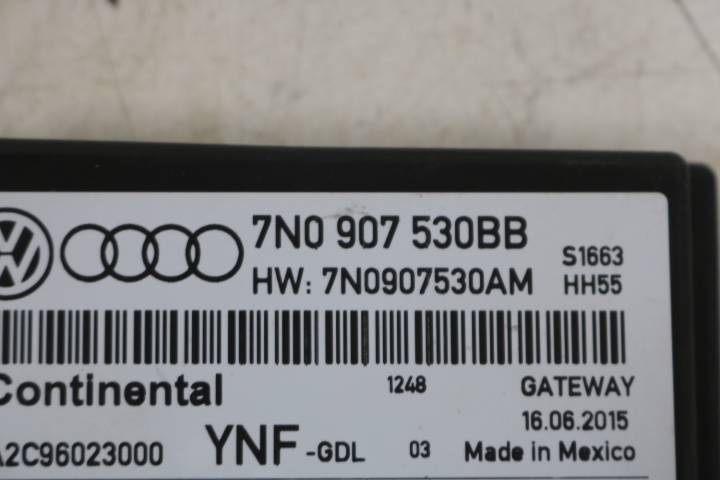 7N0 907 530BB
HW: 7N0907530AM
S1663
HH55
Continental
1248
GATEWAY
16.06.2015
A2C96023000
YNF-GDL
03
Made in Mexico